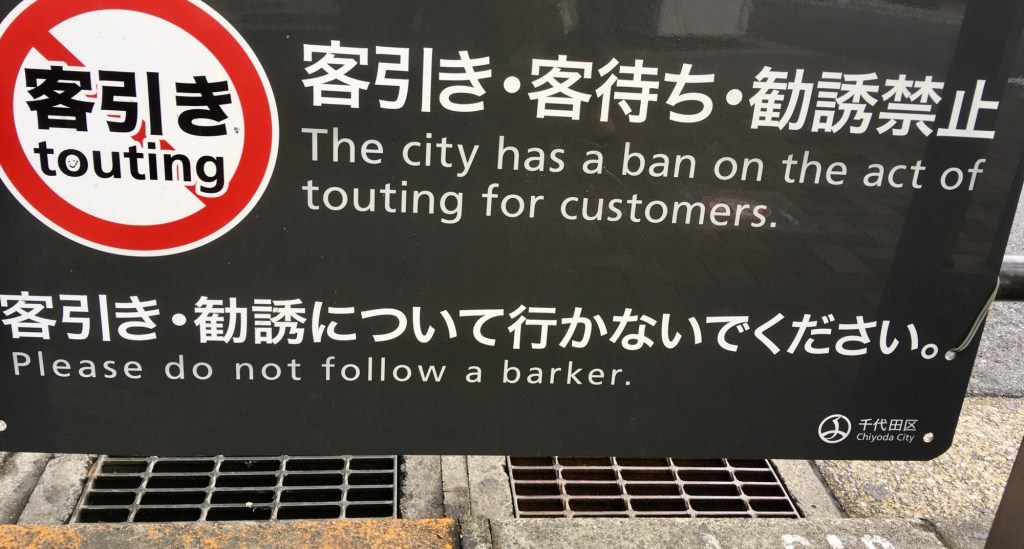 客引き
touting
客引き・客待ち・勧誘禁止
The city has a ban on the act of
touting for customers.
客引き・勧誘について行かないでください。
Please do not follow a barker.
千代田区
Chiyoda City